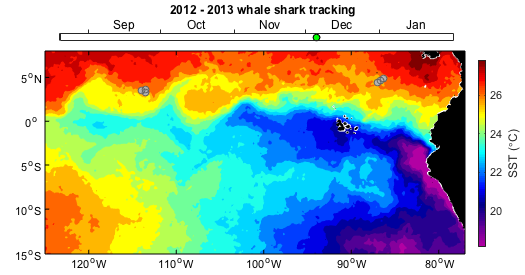 2012 - 2013 whale shark tracking
Sep Oct Nov Dec Jan
5°N
0°
5°S
10°S
15°S
120°W 110°W 100°W 90°W 80°W
26
24
22
20
SST (°C)